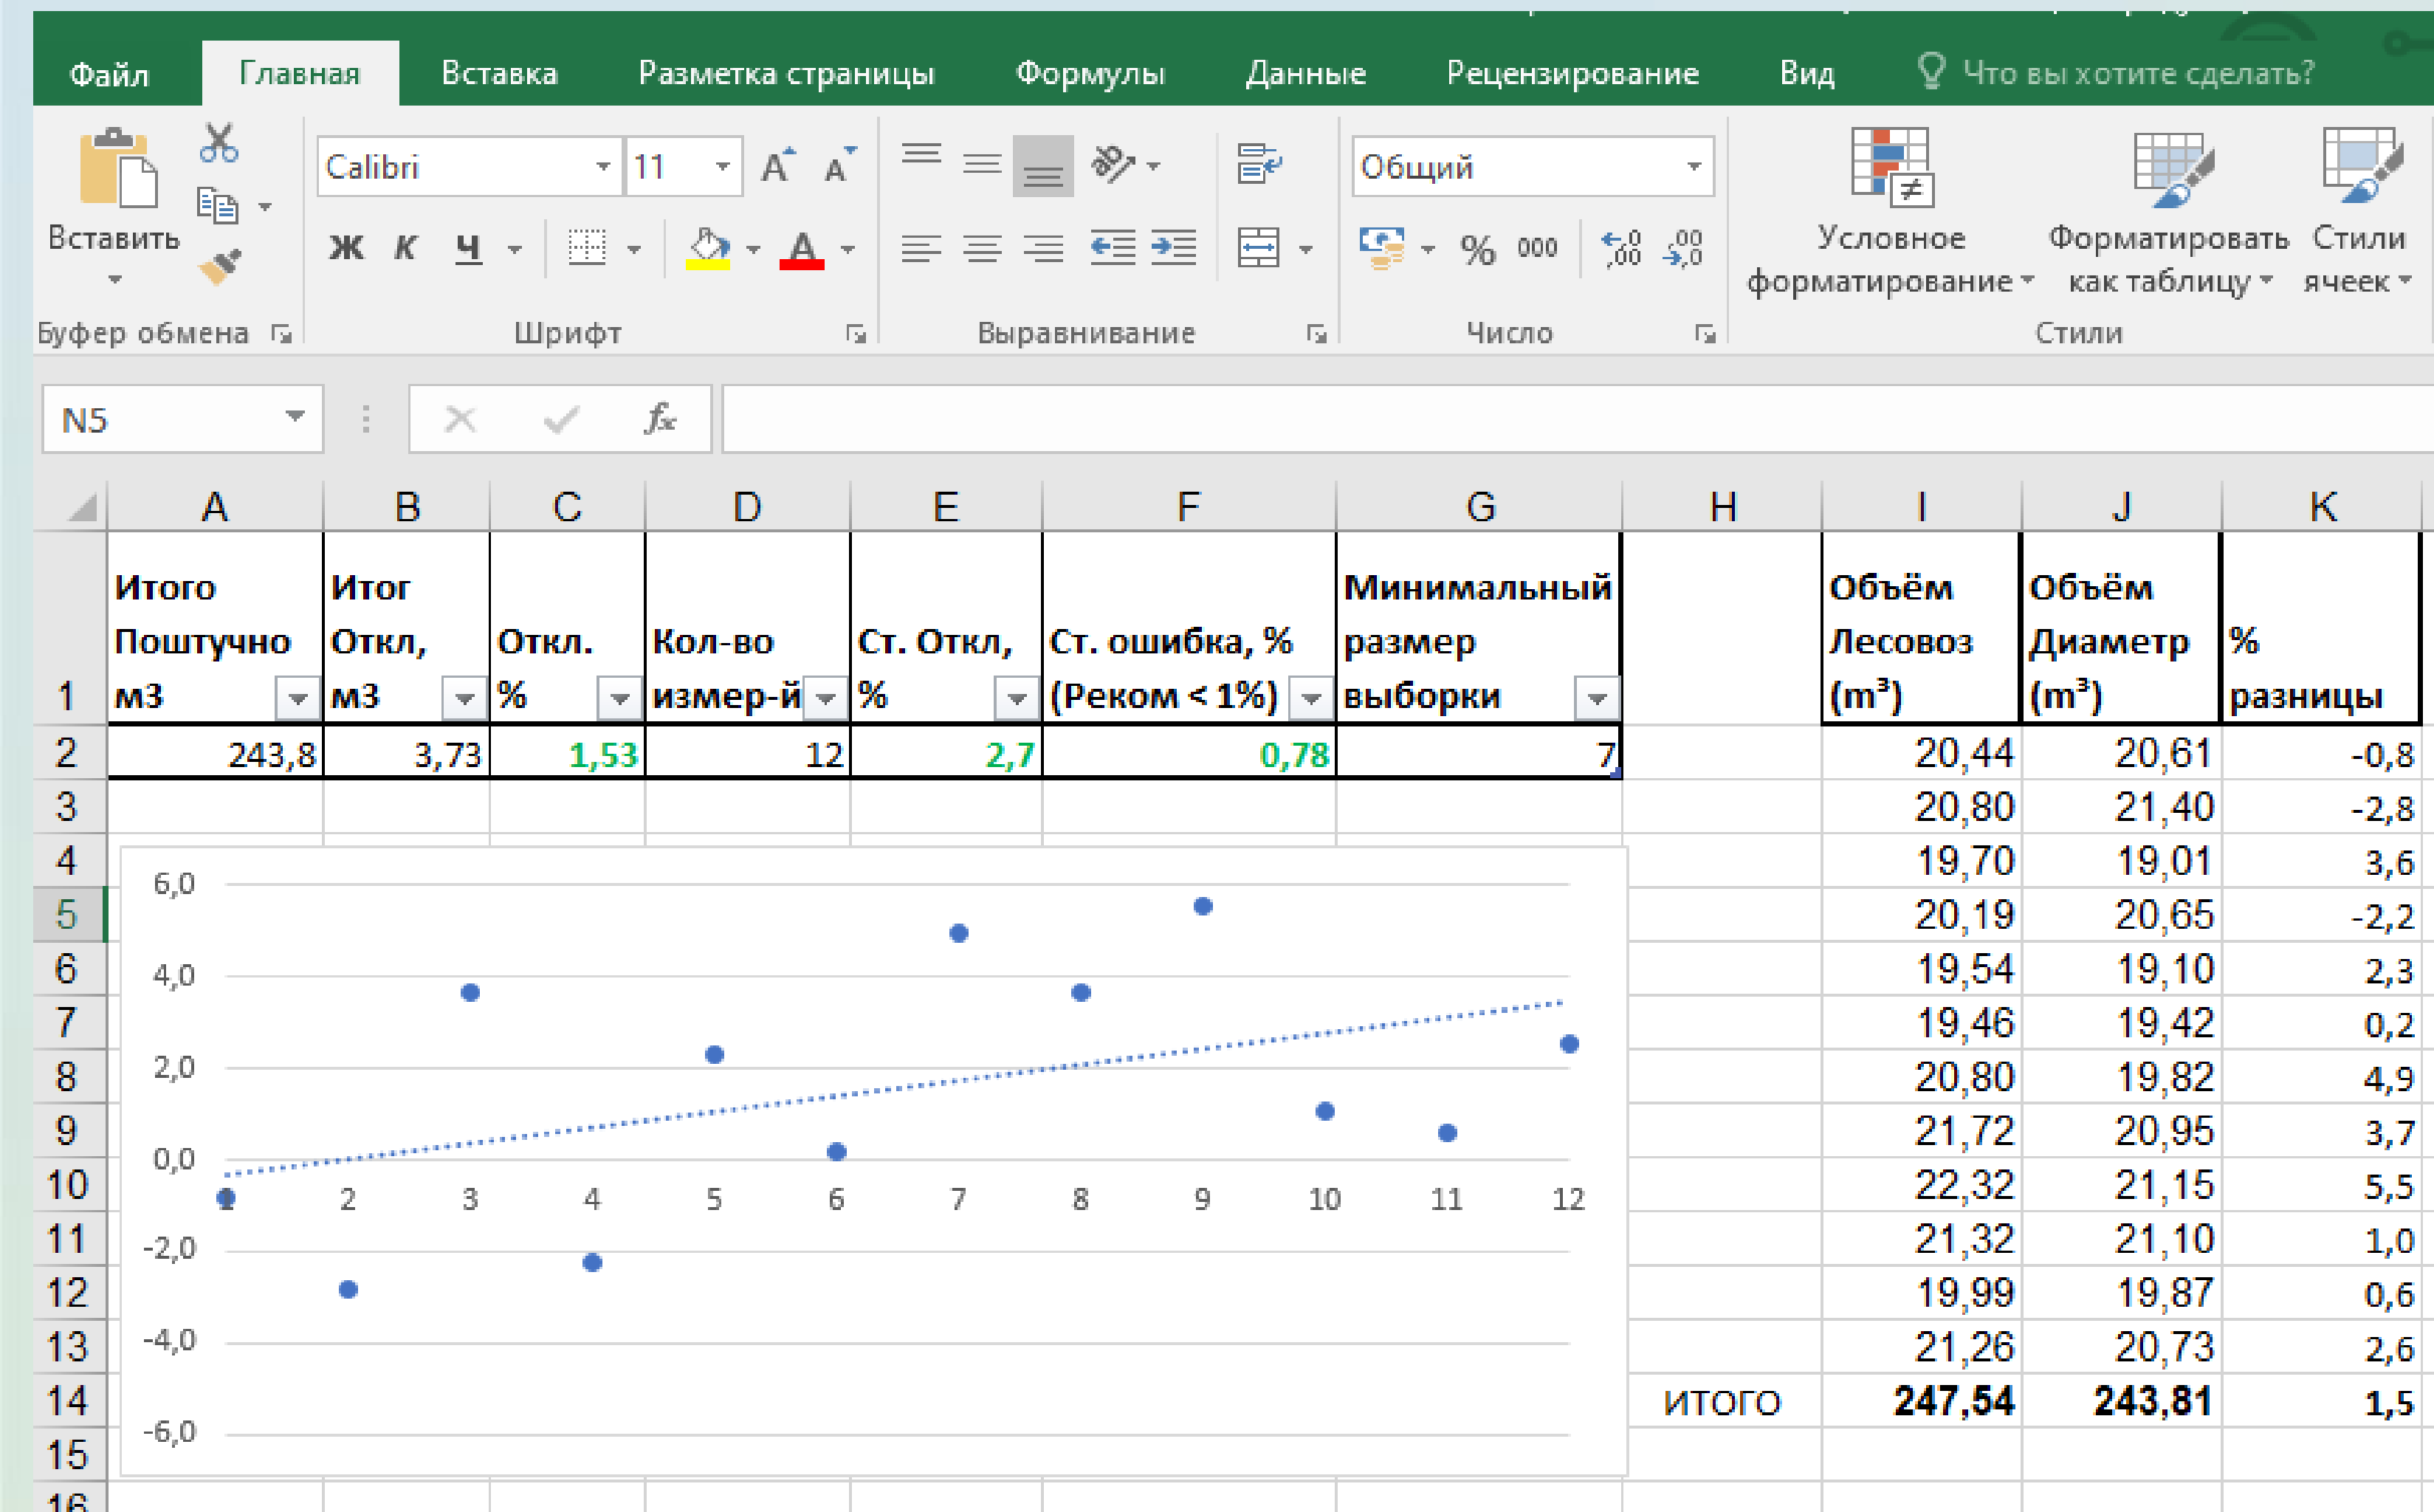 Файл Главная Вставка Разметка страницы Формулы Данные Рецензирование Вид Что вы хотите сделать?
Вставить
Calibri 11
Ж К Ч
Общий
% 000
Условное форматирование
Форматировать как таблицу
Стили ячеек
Буфер обмена Шрифт Выравнивание Число Стили
N5 fx
A B C D E F G H I J K
1
Итого Поштучно м3
Итог Откл, м3
Откл. %
Кол-во измер-й
Ст. Откл, %
Ст. ошибка, % (Реком < 1%)
Минимальный размер выборки
Объём Лесовоз (m³)
Объём Диаметр (m³)
% разницы
2 243,8 3,73 1,53 12 2,7 0,78 7 20,44 20,61 -0,8
3 20,80 21,40 -2,8
4 19,70 19,01 3,6
5 20,19 20,65 -2,2
6 19,54 19,10 2,3
7 19,46 19,42 0,2
8 20,80 19,82 4,9
9 21,72 20,95 3,7
10 22,32 21,15 5,5
11 21,32 21,10 1,0
12 19,99 19,87 0,6
13 21,26 20,73 2,6
14 ИТОГО 247,54 243,81 1,5
15
16
6,0
4,0
2,0
0,0
1 2 3 4 5 6 7 8 9 10 11 12
-2,0
-4,0
-6,0